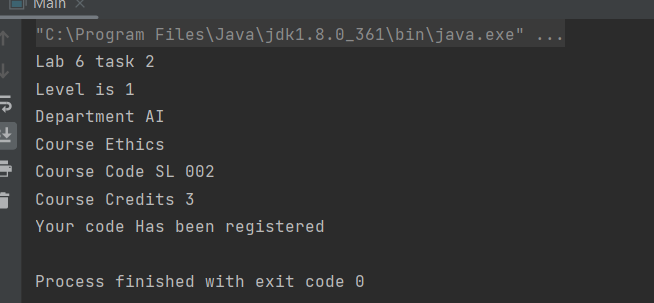 Main
"C:\Program Files\Java\jdk1.8.0_361\bin\java.exe" ...
Lab 6 task 2
Level is 1
Department AI
Course Ethics
Course Code SL 002
Course Credits 3
Your code Has been registered
Process finished with exit code 0